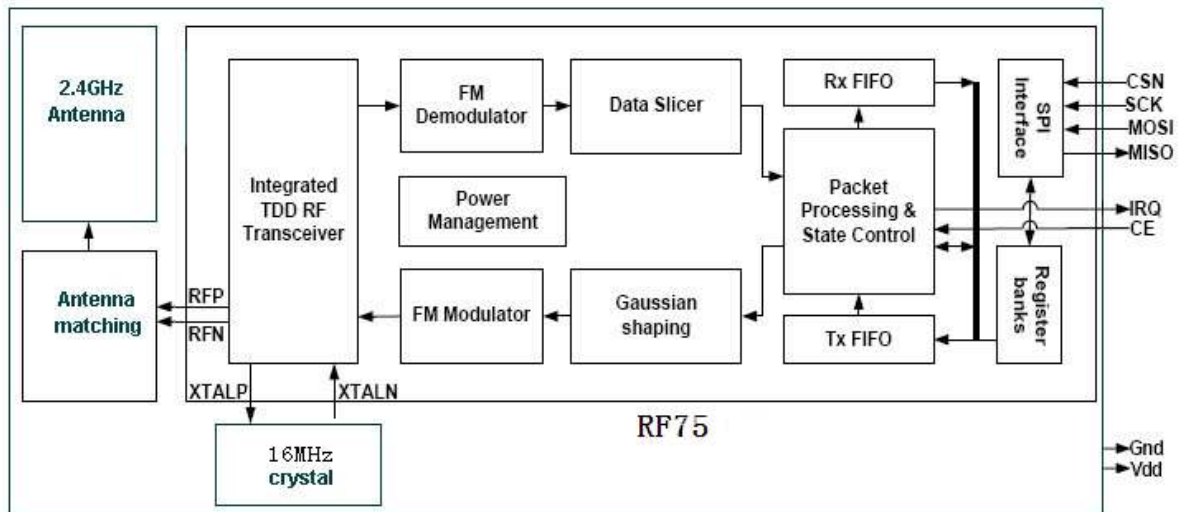 2.4GHz
Antenna
Antenna
matching
RFP
RFN
XTALP
XTALN
16MHz
crystal
Integrated
TDD RF
Transceiver
FM
Demodulator
Data Slicer
Power
Management
FM Modulator
Gaussian
shaping
Rx FIFO
Packet
Processing &
State Control
Tx FIFO
SPI
Interface
Register
banks
CSN
SCK
MOSI
MISO
IRQ
CE
RF75
Gnd
Vdd